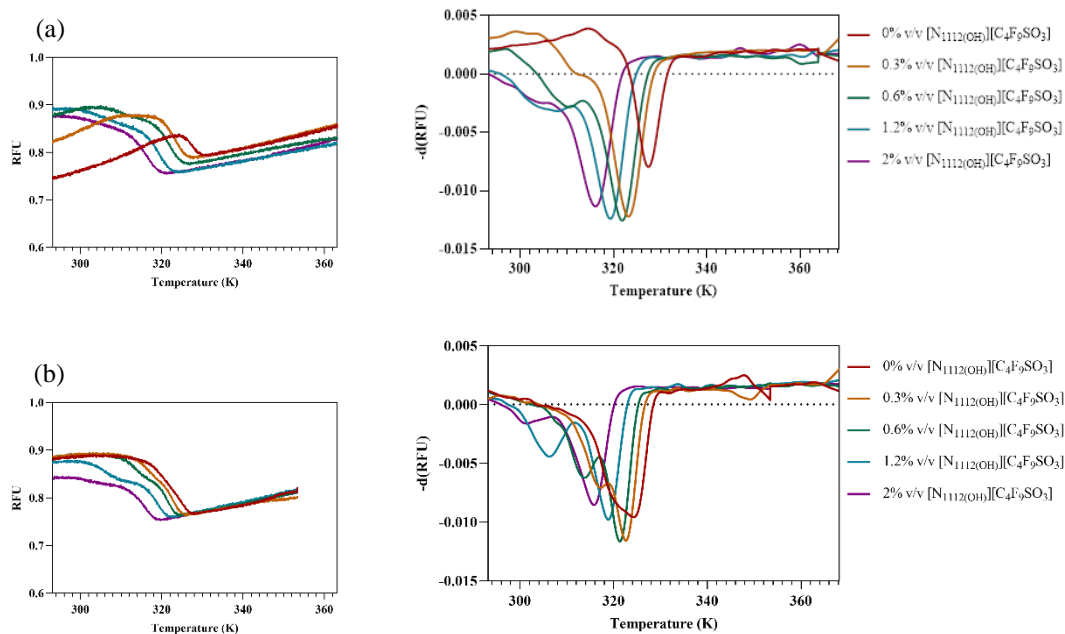 (a)
1.0
0.9
0.8
0.7
0.6
RFU
300
320
340
360
Temperature (K)
0.005
0.000
-0.005
-0.010
-0.015
-d(RFU)
300
320
340
360
Temperature (K)
0% v/v [N1112(OH)][C4F9SO3]
0.3% v/v [N1112(OH)][C4F9SO3]
0.6% v/v [N1112(OH)][C4F9SO3]
1.2% v/v [N1112(OH)][C4F9SO3]
2% v/v [N1112(OH)][C4F9SO3]
(b)
1.0
0.9
0.8
0.7
0.6
RFU
300
320
340
360
Temperature (K)
0.005
0.000
-0.005
-0.010
-0.015
-d(RFU)
300
320
340
360
Temperature (K)
0% v/v [N1112(OH)][C4F9SO3]
0.3% v/v [N1112(OH)][C4F9SO3]
0.6% v/v [N1112(OH)][C4F9SO3]
1.2% v/v [N1112(OH)][C4F9SO3]
2% v/v [N1112(OH)][C4F9SO3]